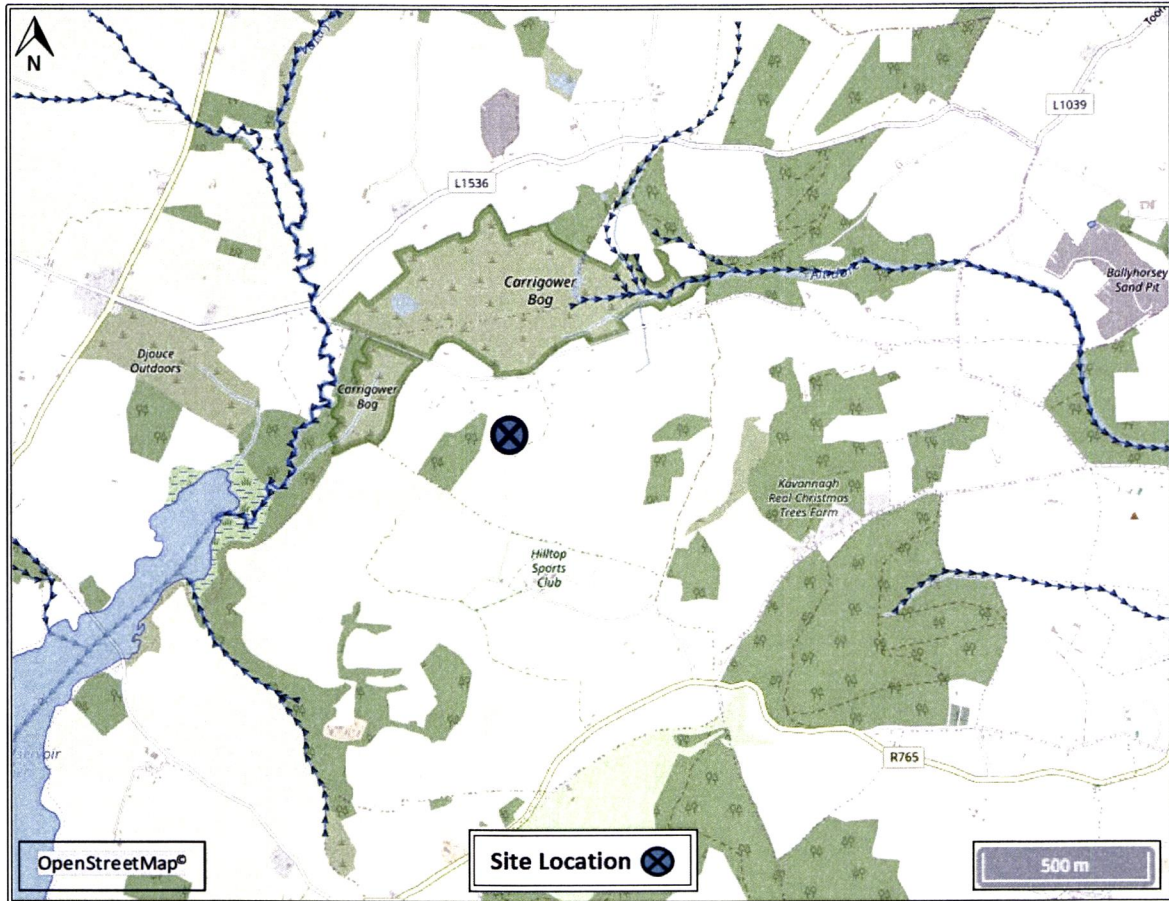 N
L1039
L1536
Carrigower
Bog
Ballyhorsey
Sand Pit
Djouce
Outdoors
Carrigower
Bog
Kavannagh
Real Christmas
Trees Farm
Hilltop
Sports
Club
R765
OpenStreetMap©
Site Location
500 m